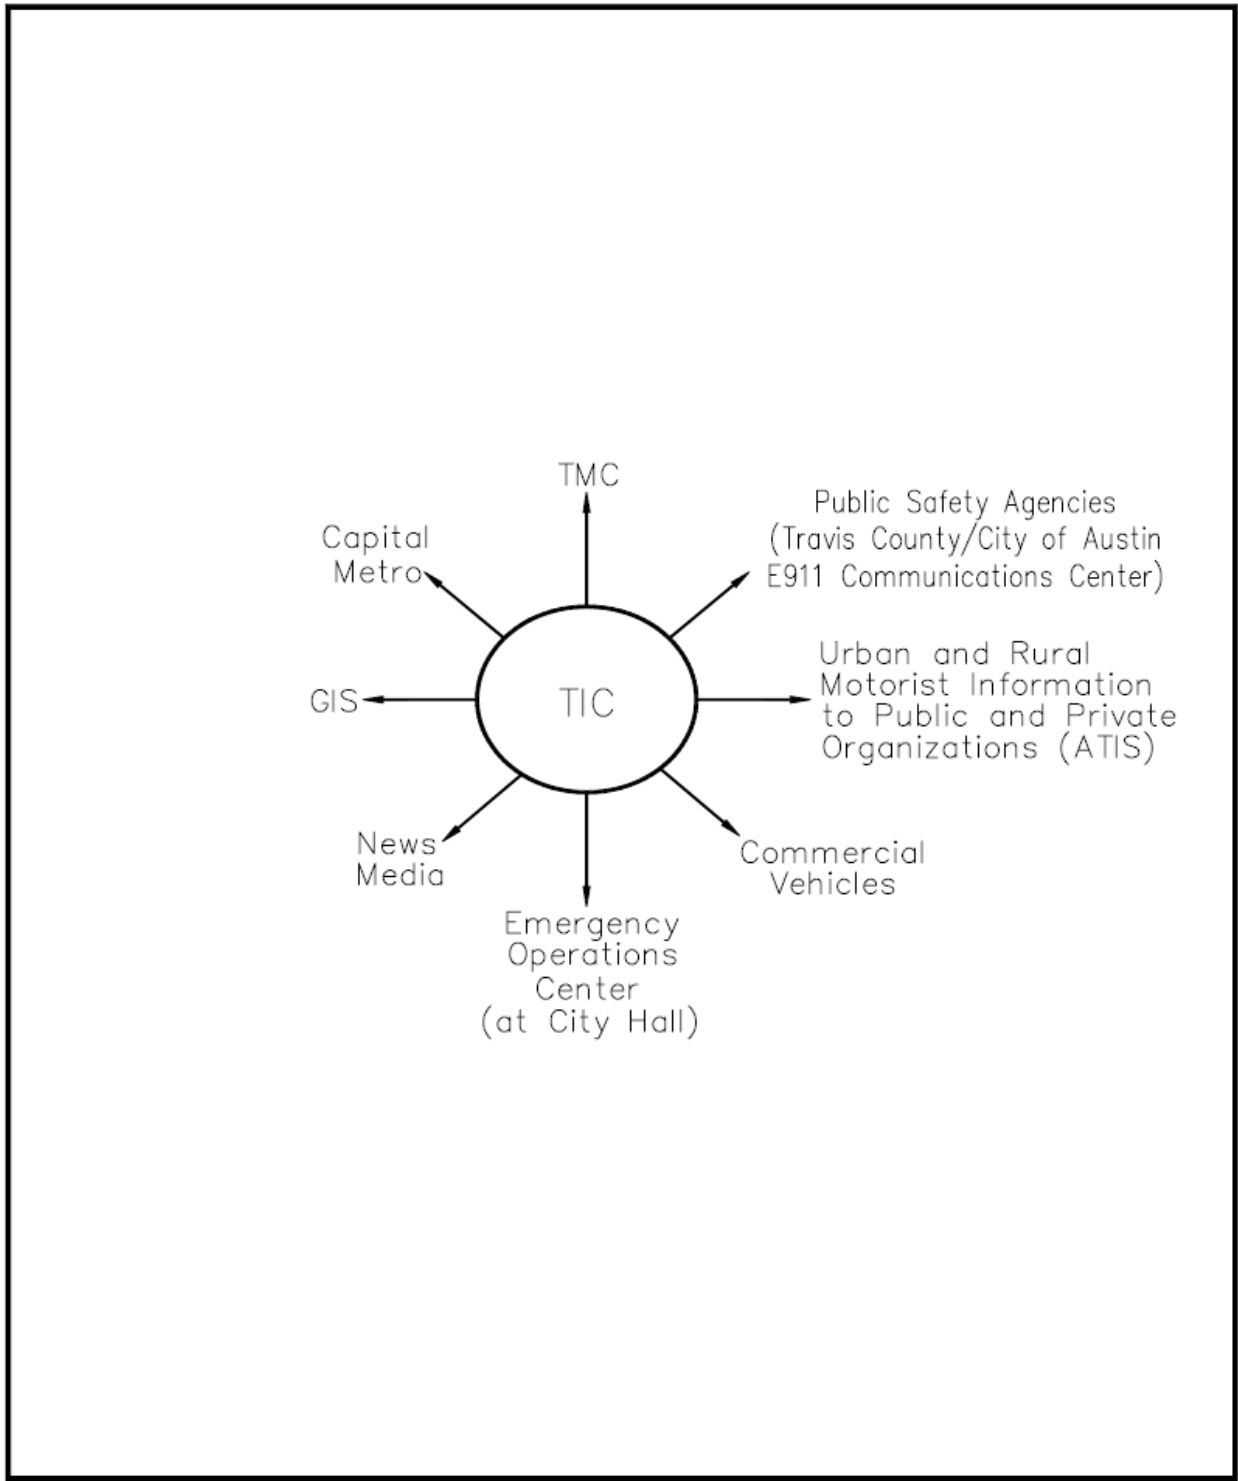 TMC
Public Safety Agencies
(Travis County/City of Austin
E911 Communications Center)
Capital
Metro
Urban and Rural
Motorist Information
to Public and Private
Organizations (ATIS)
GIS
TIC
News
Media
Commercial
Vehicles
Emergency
Operations
Center
(at City Hall)